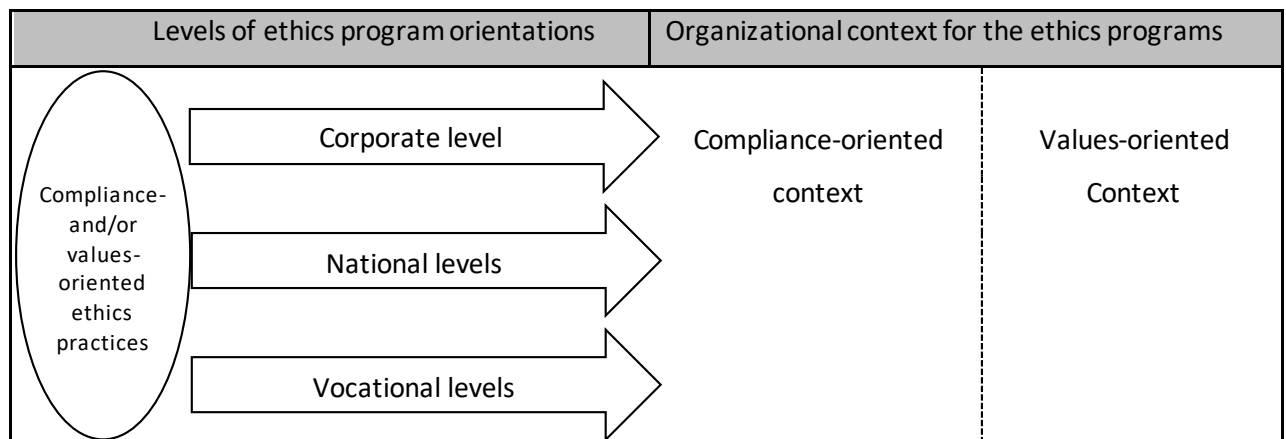 Levels of ethics program orientations
Organizational context for the ethics programs
Compliance-
and/or
values-
oriented
ethics
practices
Corporate level
National levels
Vocational levels
Compliance-oriented
context
Values-oriented
Context